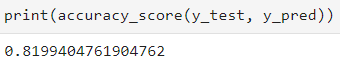 print(accuracy_score(y_test, y_pred))
0.8199404761904762